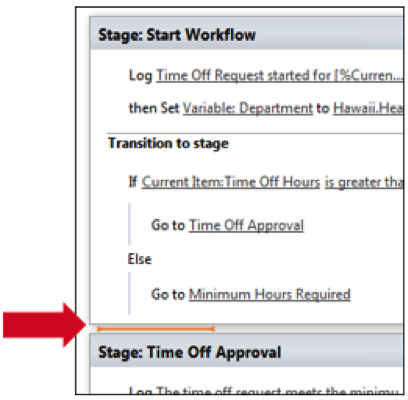 Stage: Start Workflow
Log Time Off Request started for [%Curren...
then Set Variable: Department to Hawaii.Hea
Transition to stage
If Current Item:Time Off Hours is greater tha
Go to Time Off Approval
Else
Go to Minimum Hours Required
Stage: Time Off Approval
Log The time off request meets the minimu